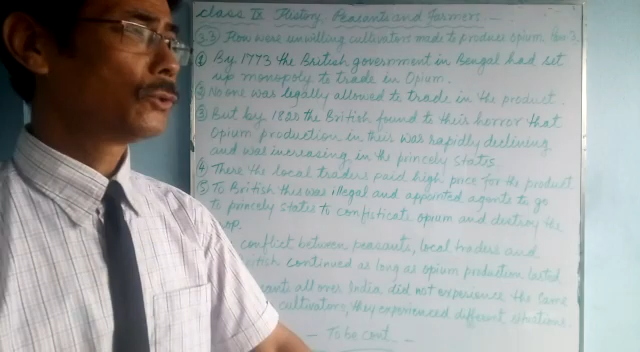 Class IX History, Peasants and Farmers -
3.3 How were unwilling cultivators made to produce opium
① By 1773 the British government in Bengal had set
up monopoly to trade in Opium.
② No one was legally allowed to trade in the product.
③ But by 1820 the British found to their horror that
Opium production in their was rapidly declining
and was increasing in the princely states.
④ There the local traders paid high price for the product
⑤ To British this was illegal and appointed agents to go
to princely states to confisticate opium and destroy the
conflict between peasants, local traders and
continued as long as opium production lasted
all over India, did not experience the same
cultivators, they experienced different situations.
- To be cont. -